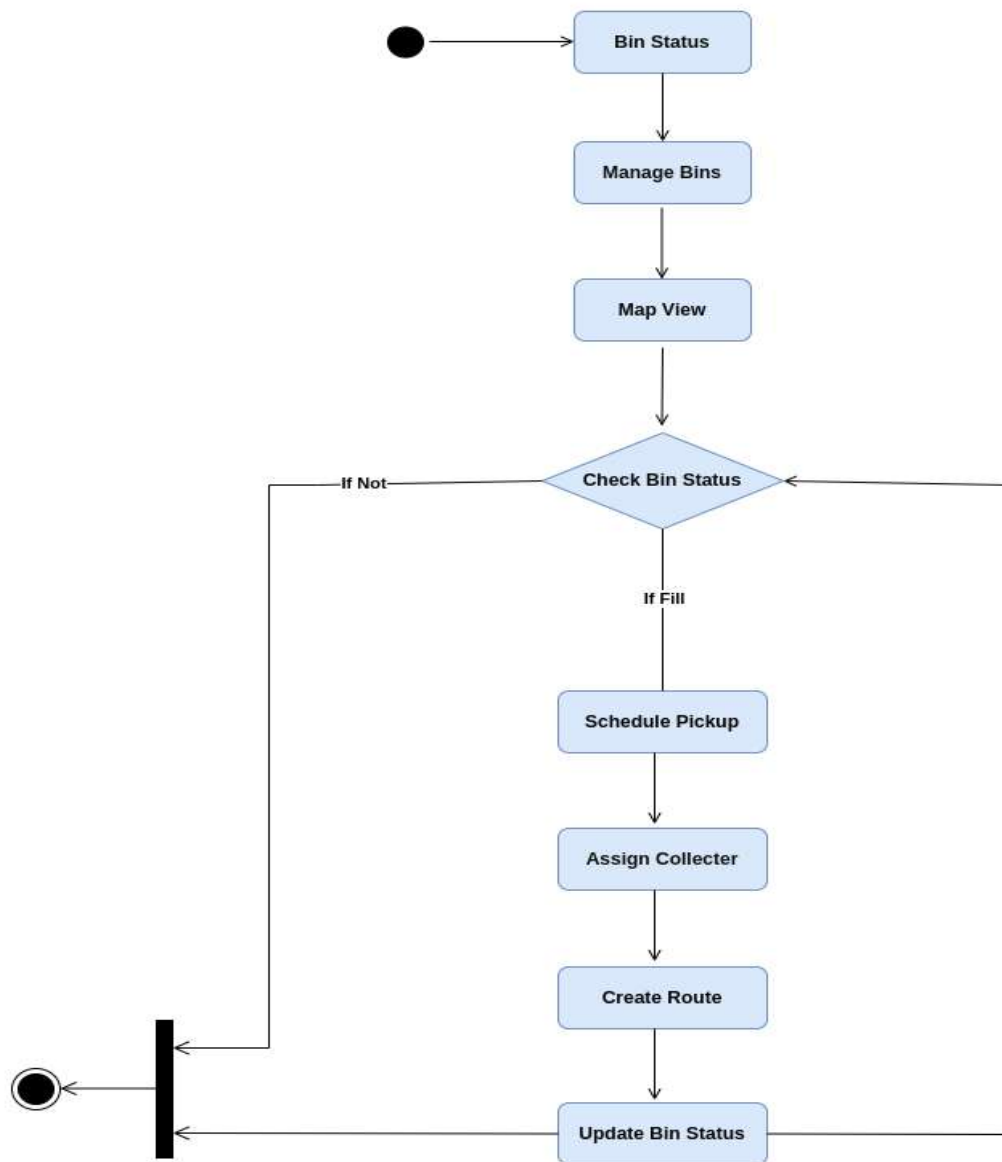 Bin Status
Manage Bins
Map View
Check Bin Status
If Not
If Fill
Schedule Pickup
Assign Collecter
Create Route
Update Bin Status